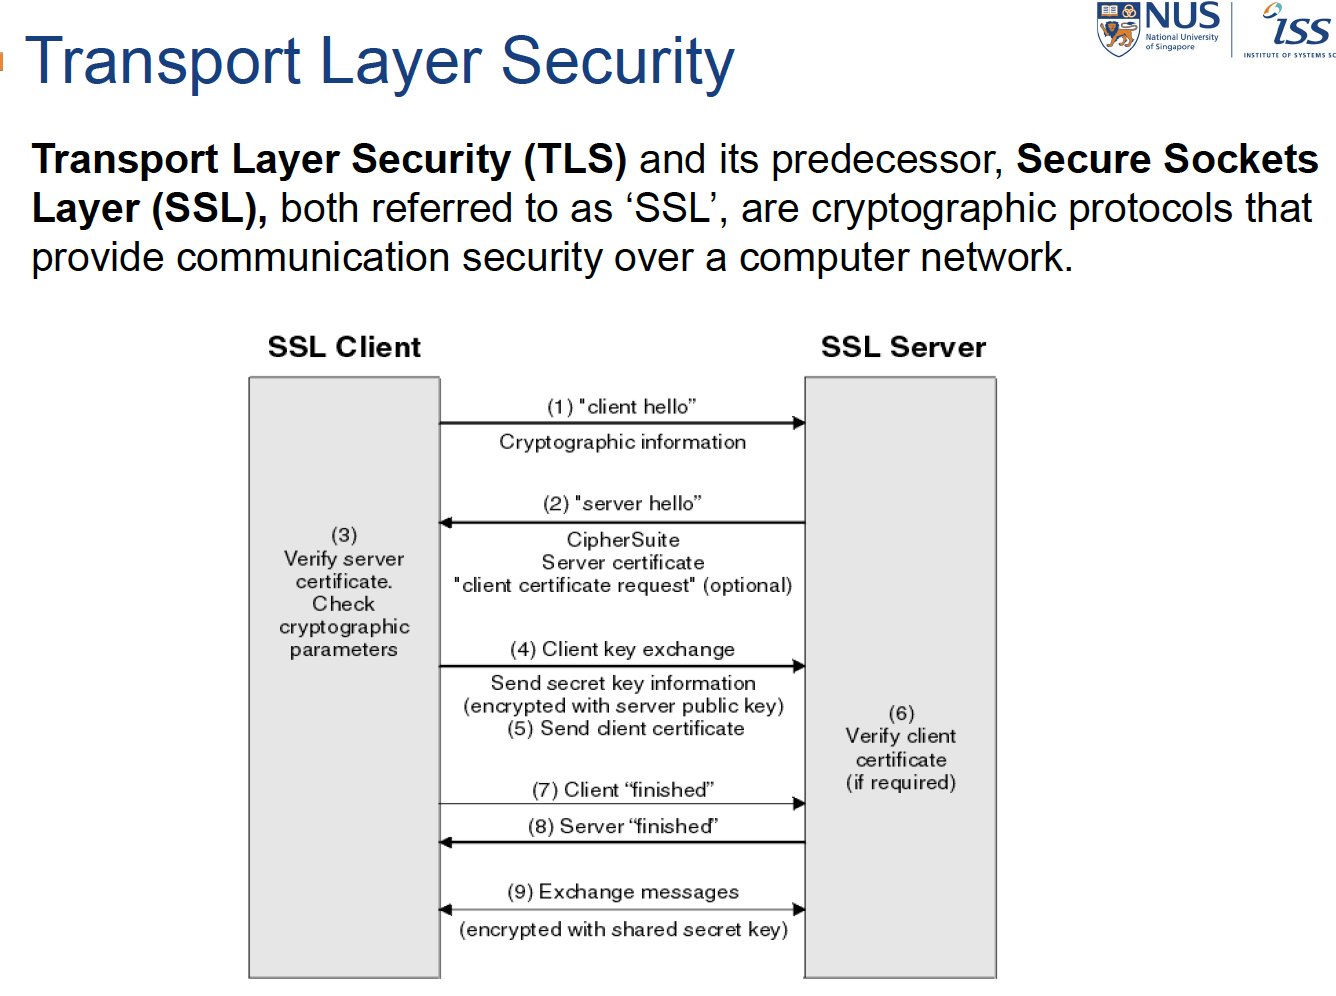 NUS
National University
of Singapore
iss
INSTITUTE OF SYSTEMS SC
Transport Layer Security
Transport Layer Security (TLS) and its predecessor, Secure Sockets
Layer (SSL), both referred to as ‘SSL’, are cryptographic protocols that
provide communication security over a computer network.
SSL Client
SSL Server
(1) "client hello”
Cryptographic information
(2) "server hello”
CipherSuite
Server certificate
"client certificate request" (optional)
(3)
Verify server
certificate.
Check
cryptographic
parameters
(4) Client key exchange
Send secret key information
(encrypted with server public key)
(5) Send client certificate
(6)
Verify client
certificate
(if required)
(7) Client “finished”
(8) Server “finished”
(9) Exchange messages
(encrypted with shared secret key)